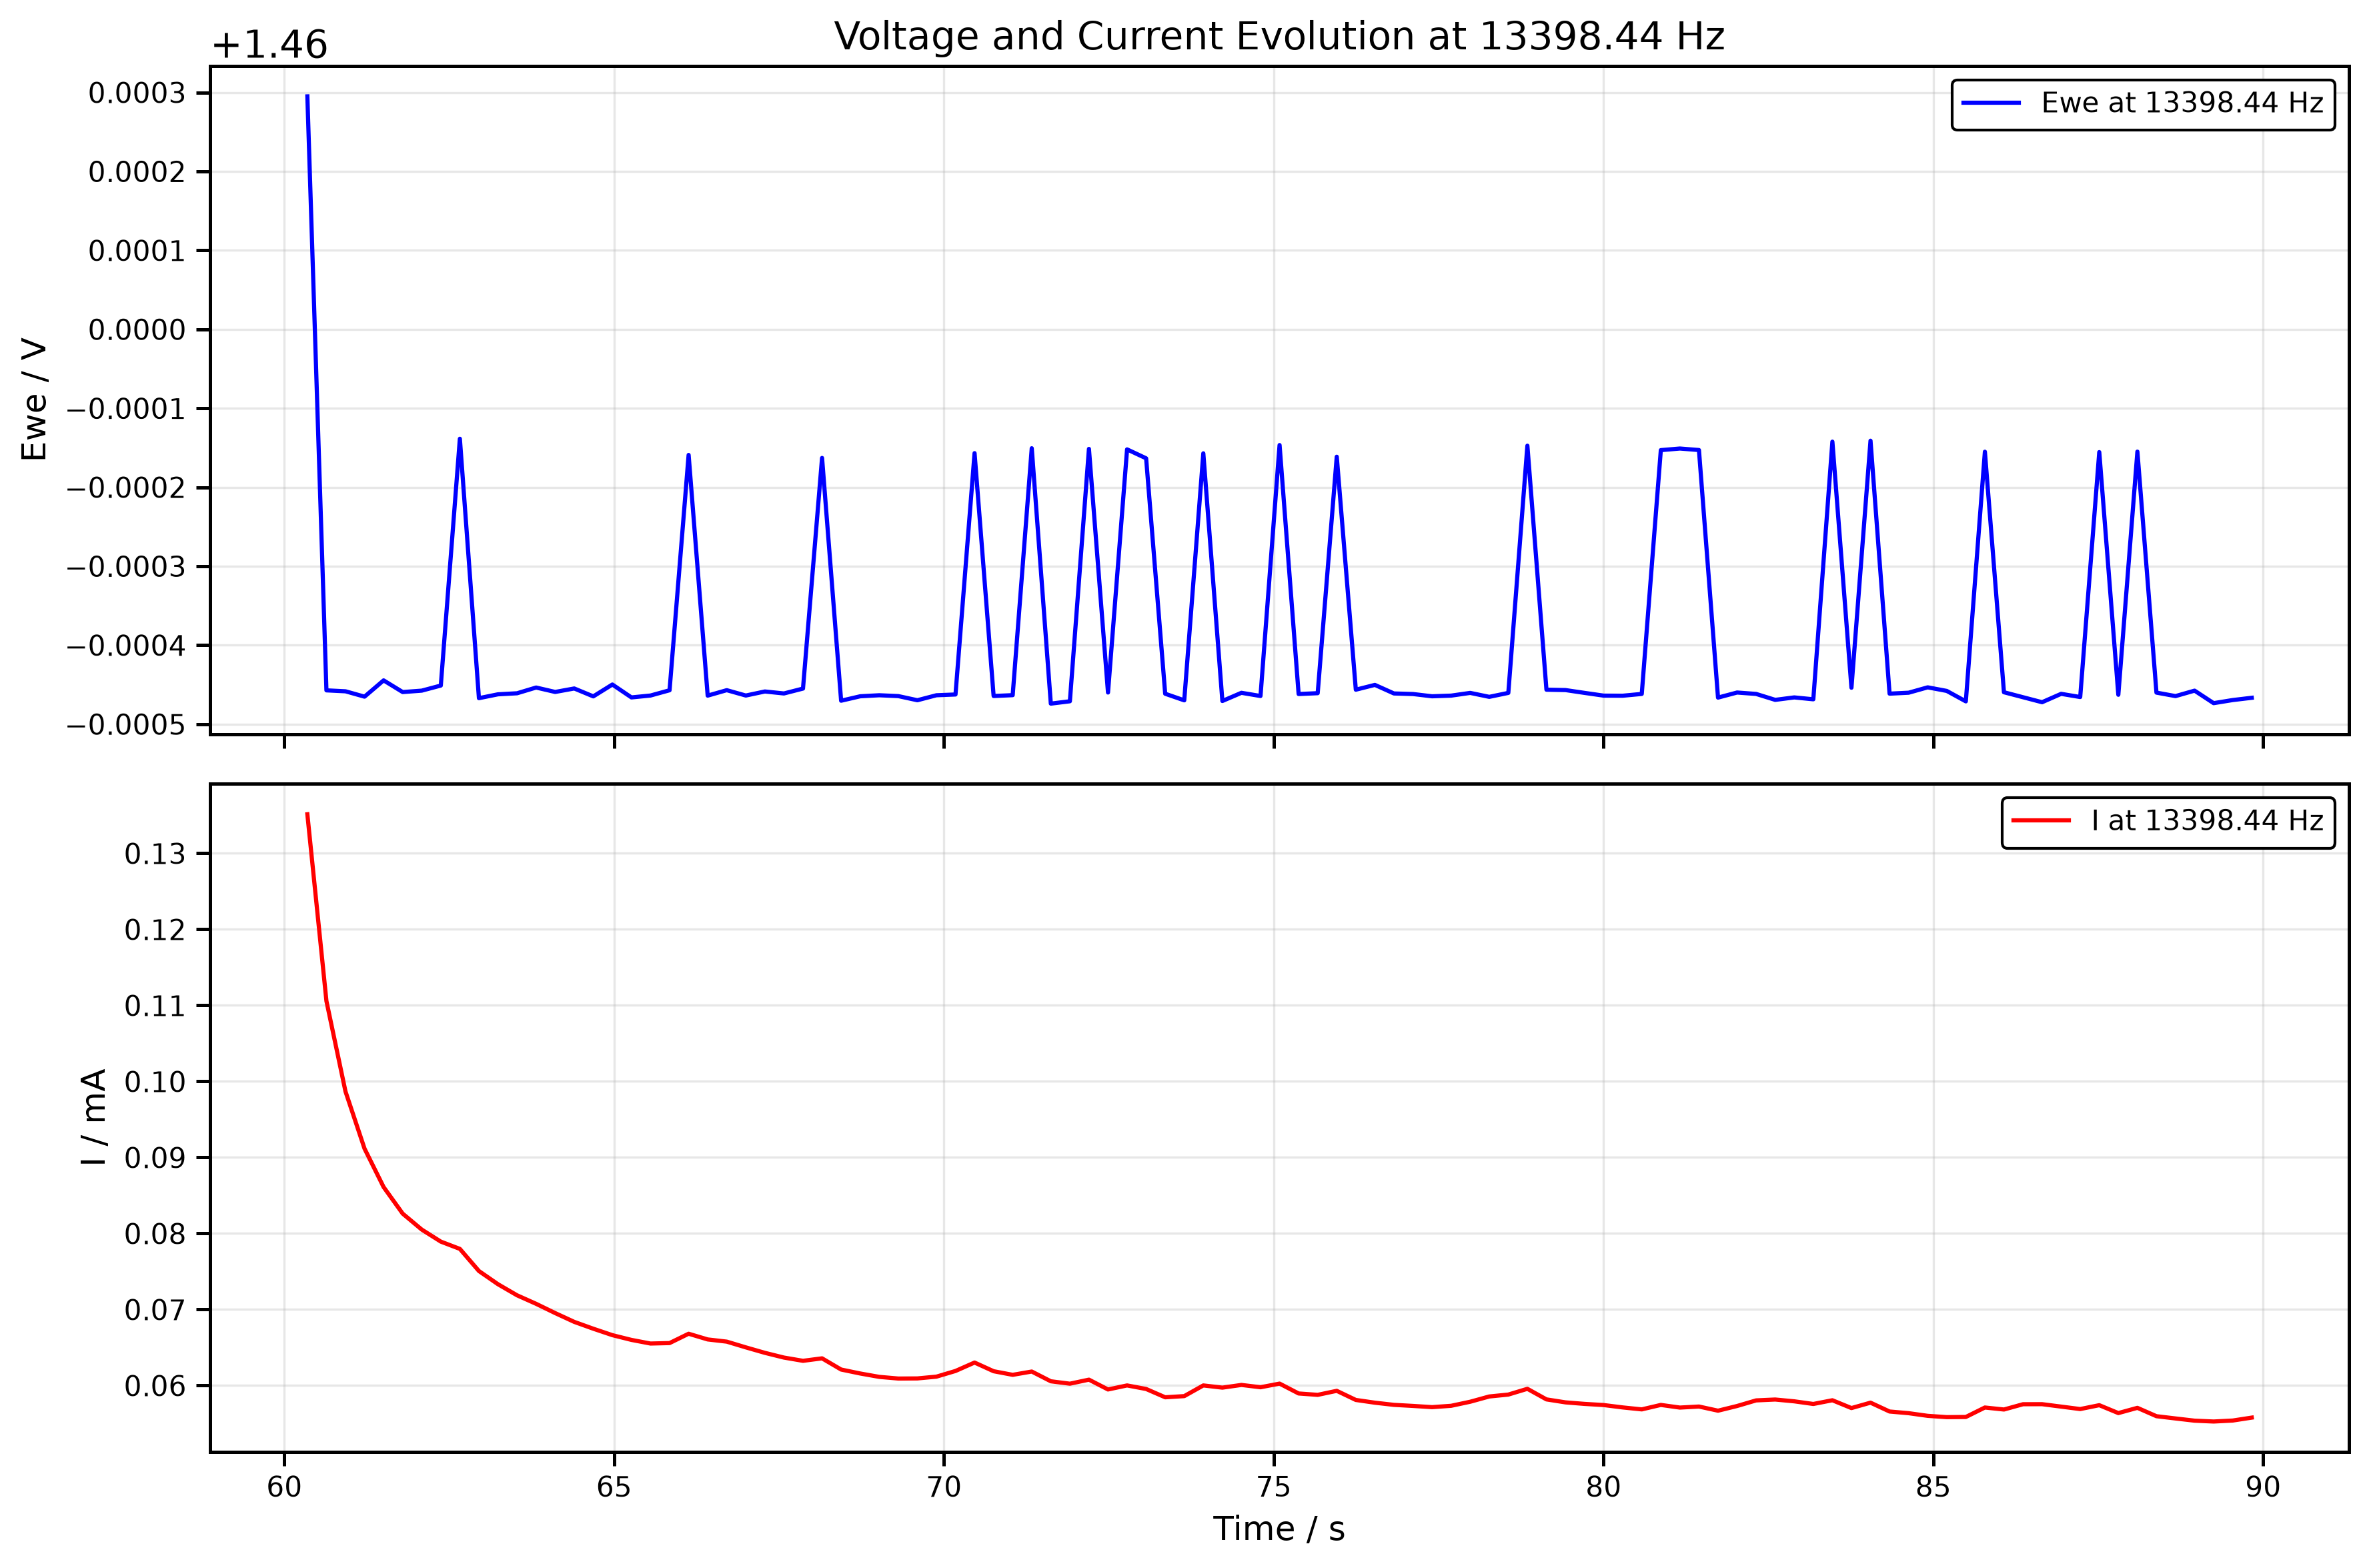 Voltage and Current Evolution at 13398.44 Hz
+1.46
Ewe at 13398.44 Hz
0.0003
0.0002
0.0001
0.0000
−0.0001
−0.0002
−0.0003
−0.0004
−0.0005
Ewe / V
I at 13398.44 Hz
0.13
0.12
0.11
0.10
0.09
0.08
0.07
0.06
I / mA
60 65 70 75 80 85 90
Time / s